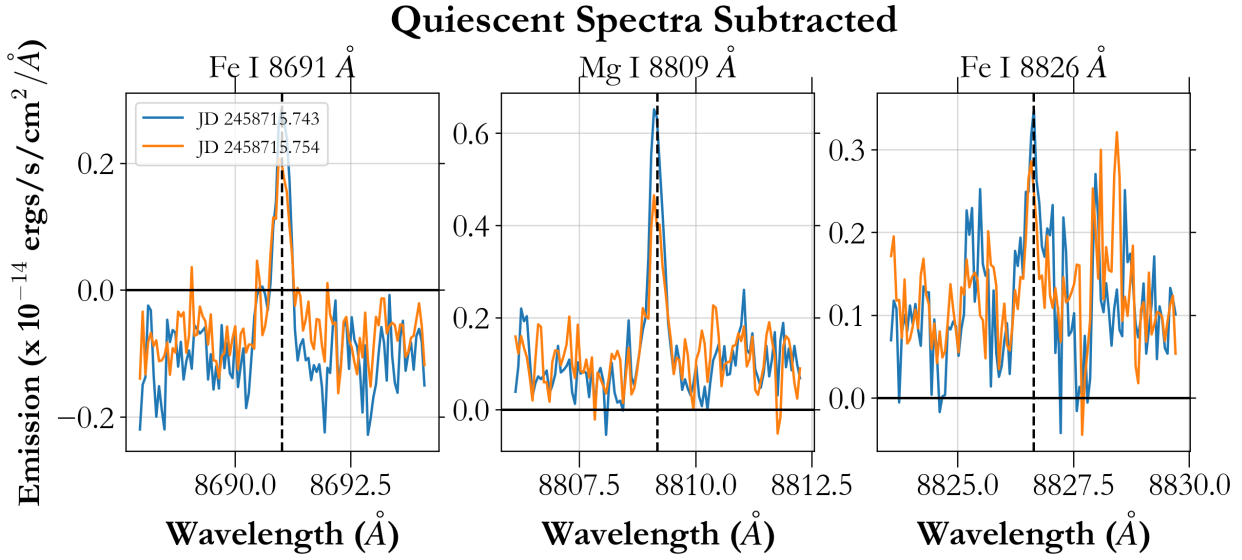 Quiescent Spectra Subtracted
Emission (x 10⁻¹⁴ ergs/s/cm²/Å)
Fe I 8691 Å
JD 2458715.743
JD 2458715.754
0.2
0.0
−0.2
8690.0 8692.5
Wavelength (Å)
Mg I 8809 Å
0.6
0.4
0.2
0.0
8807.5 8810.0 8812.5
Wavelength (Å)
Fe I 8826 Å
0.3
0.2
0.1
0.0
8825.0 8827.5 8830.0
Wavelength (Å)